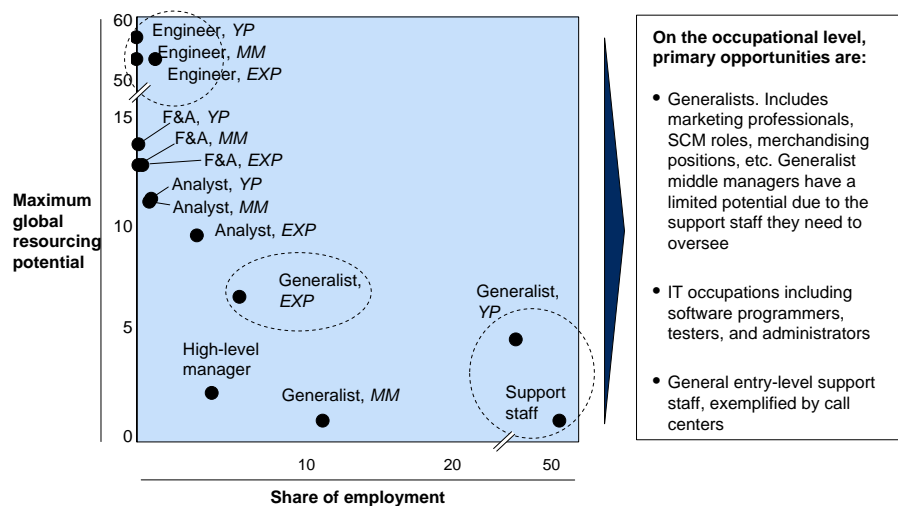 60
50
15
10
5
0
Maximum
global
resourcing
potential
Engineer, YP
Engineer, MM
Engineer, EXP
F&A, YP
F&A, MM
F&A, EXP
Analyst, YP
Analyst, MM
Analyst, EXP
Generalist,
EXP
Generalist,
YP
High-level
manager
Generalist, MM
Support
staff
10
20
50
Share of employment
On the occupational level,
primary opportunities are:
• Generalists. Includes
marketing professionals,
SCM roles, merchandising
positions, etc. Generalist
middle managers have a
limited potential due to the
support staff they need to
oversee
• IT occupations including
software programmers,
testers, and administrators
• General entry-level support
staff, exemplified by call
centers